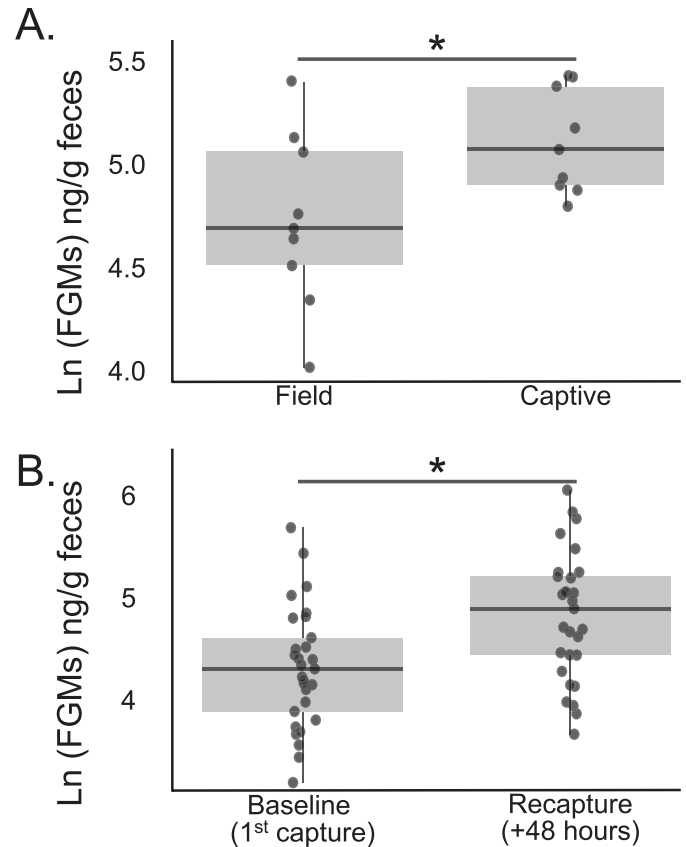 A.
*
Ln (FGMs) ng/g feces
5.5
5.0
4.5
4.0
Field Captive
B.
*
Ln (FGMs) ng/g feces
6
5
4
Baseline Recapture
(1st capture) (+48 hours)